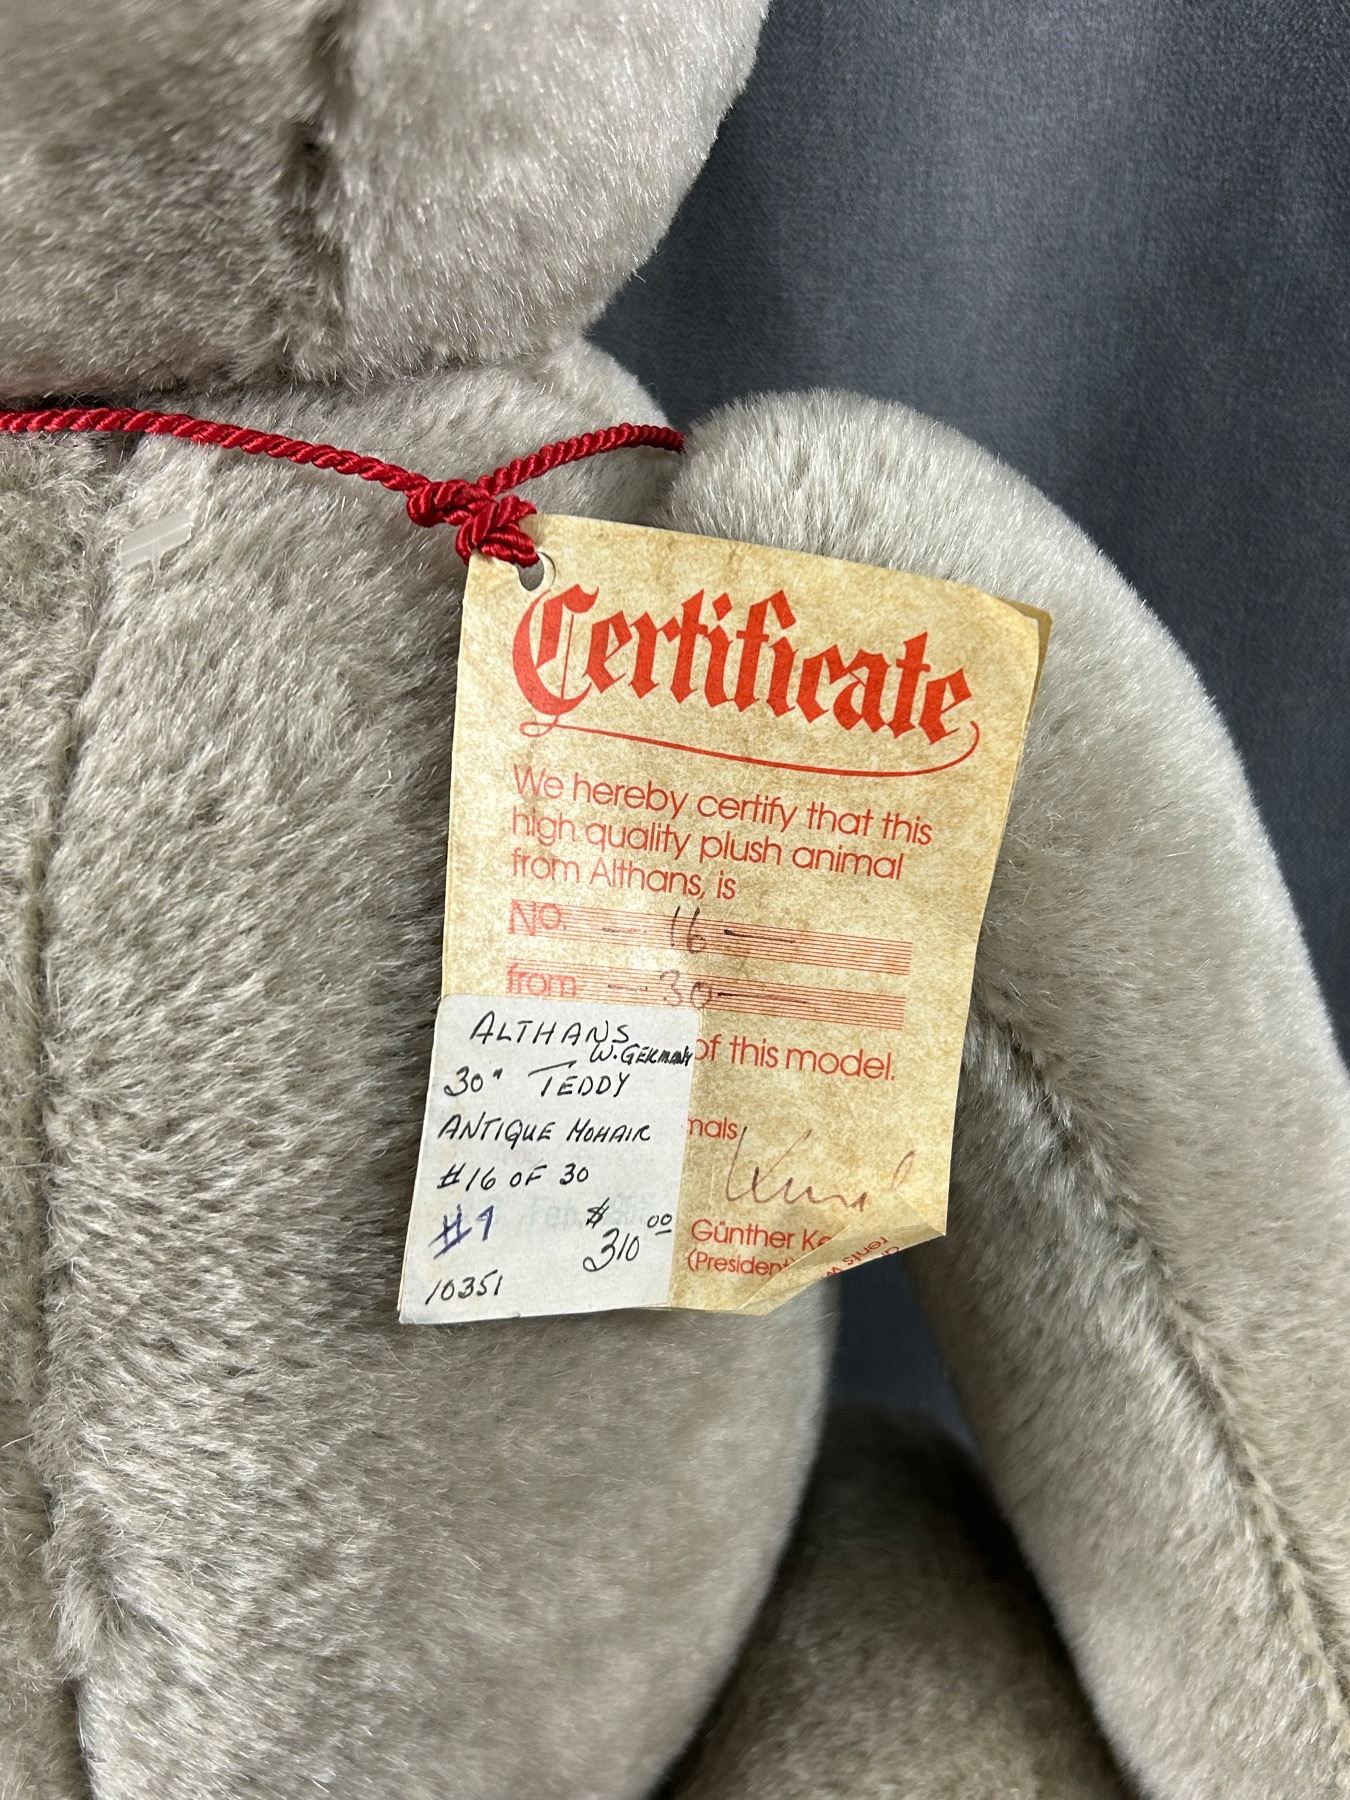 Certificate
We hereby certify that this
high quality plush animal
from Althans, is
No. — 16 —
from — 30 —
of this model.
ALTHANS
W. GERMANY
30" TEDDY
ANTIQUE MOHAIR
#16 OF 30
#9
$310.00
10351
Günther
(President)